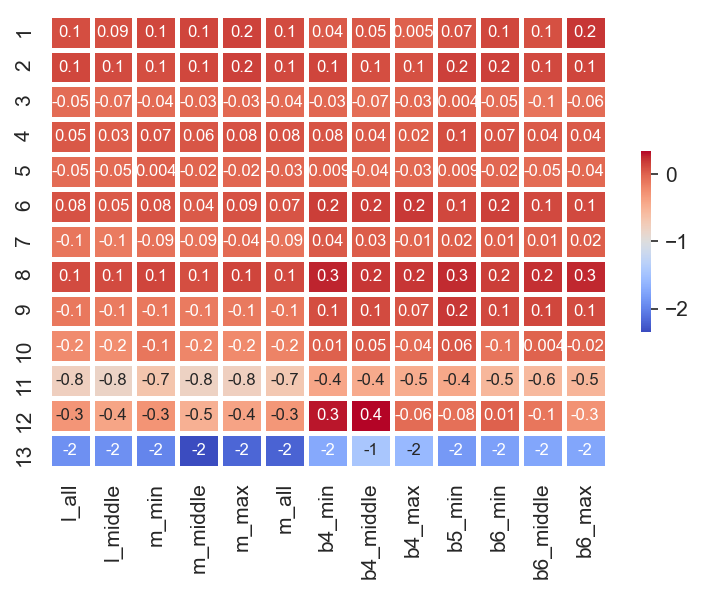 1 0.1 0.09 0.1 0.1 0.2 0.1 0.04 0.05 0.005 0.07 0.1 0.1 0.2
2 0.1 0.1 0.1 0.1 0.2 0.1 0.1 0.1 0.1 0.2 0.2 0.1 0.1
3 -0.05 -0.07 -0.04 -0.03 -0.03 -0.04 -0.03 -0.07 -0.03 0.004 -0.05 -0.1 -0.06
4 0.05 0.03 0.07 0.06 0.08 0.08 0.08 0.04 0.02 0.1 0.07 0.04 0.04
5 -0.05 -0.05 0.004 -0.02 -0.02 -0.03 0.009 -0.04 -0.03 0.009 -0.02 -0.05 -0.04
6 0.08 0.05 0.08 0.04 0.09 0.07 0.2 0.2 0.2 0.1 0.2 0.1 0.1
7 -0.1 -0.1 -0.09 -0.09 -0.04 -0.09 0.04 0.03 -0.01 0.02 0.01 0.01 0.02
8 0.1 0.1 0.1 0.1 0.1 0.1 0.3 0.2 0.2 0.3 0.2 0.2 0.3
9 -0.1 -0.1 -0.1 -0.1 -0.1 -0.1 0.1 0.1 0.07 0.2 0.1 0.1 0.1
10 -0.2 -0.2 -0.1 -0.2 -0.2 -0.2 0.01 0.05 -0.04 0.06 -0.1 0.004 -0.02
11 -0.8 -0.8 -0.7 -0.8 -0.8 -0.7 -0.4 -0.4 -0.5 -0.4 -0.5 -0.6 -0.5
12 -0.3 -0.4 -0.3 -0.5 -0.4 -0.3 0.3 0.4 -0.06 -0.08 0.01 -0.1 -0.3
13 -2 -2 -2 -2 -2 -2 -2 -1 -2 -2 -2 -2 -2
l_all l_middle m_min m_middle m_max m_all b4_min b4_middle b4_max b5_min b6_min b6_middle b6_max
0
-1
-2